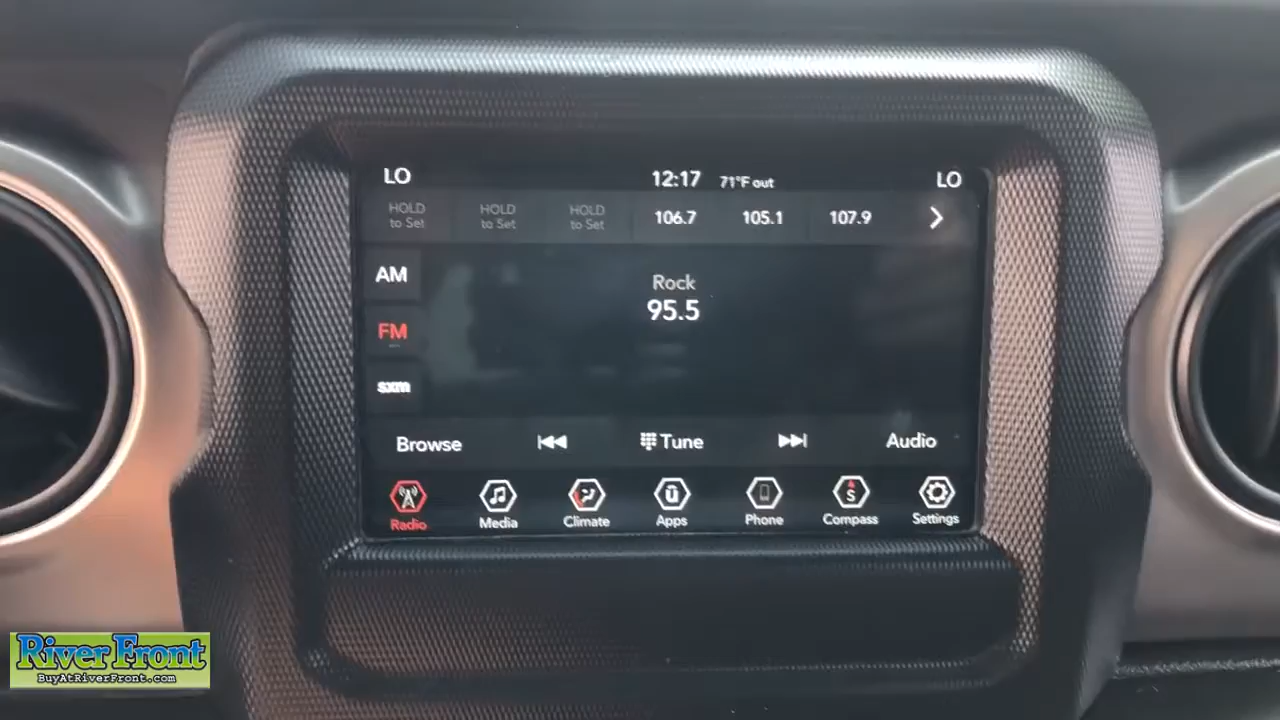 LO 12:17 71°F out LO
HOLD to Set HOLD to Set HOLD to Set 106.7 105.1 107.9
AM
Rock
95.5
FM
sxm
Browse Tune Audio
Radio Media Climate Apps Phone Compass Settings
S
River Front
BuyAtRiverFront.com